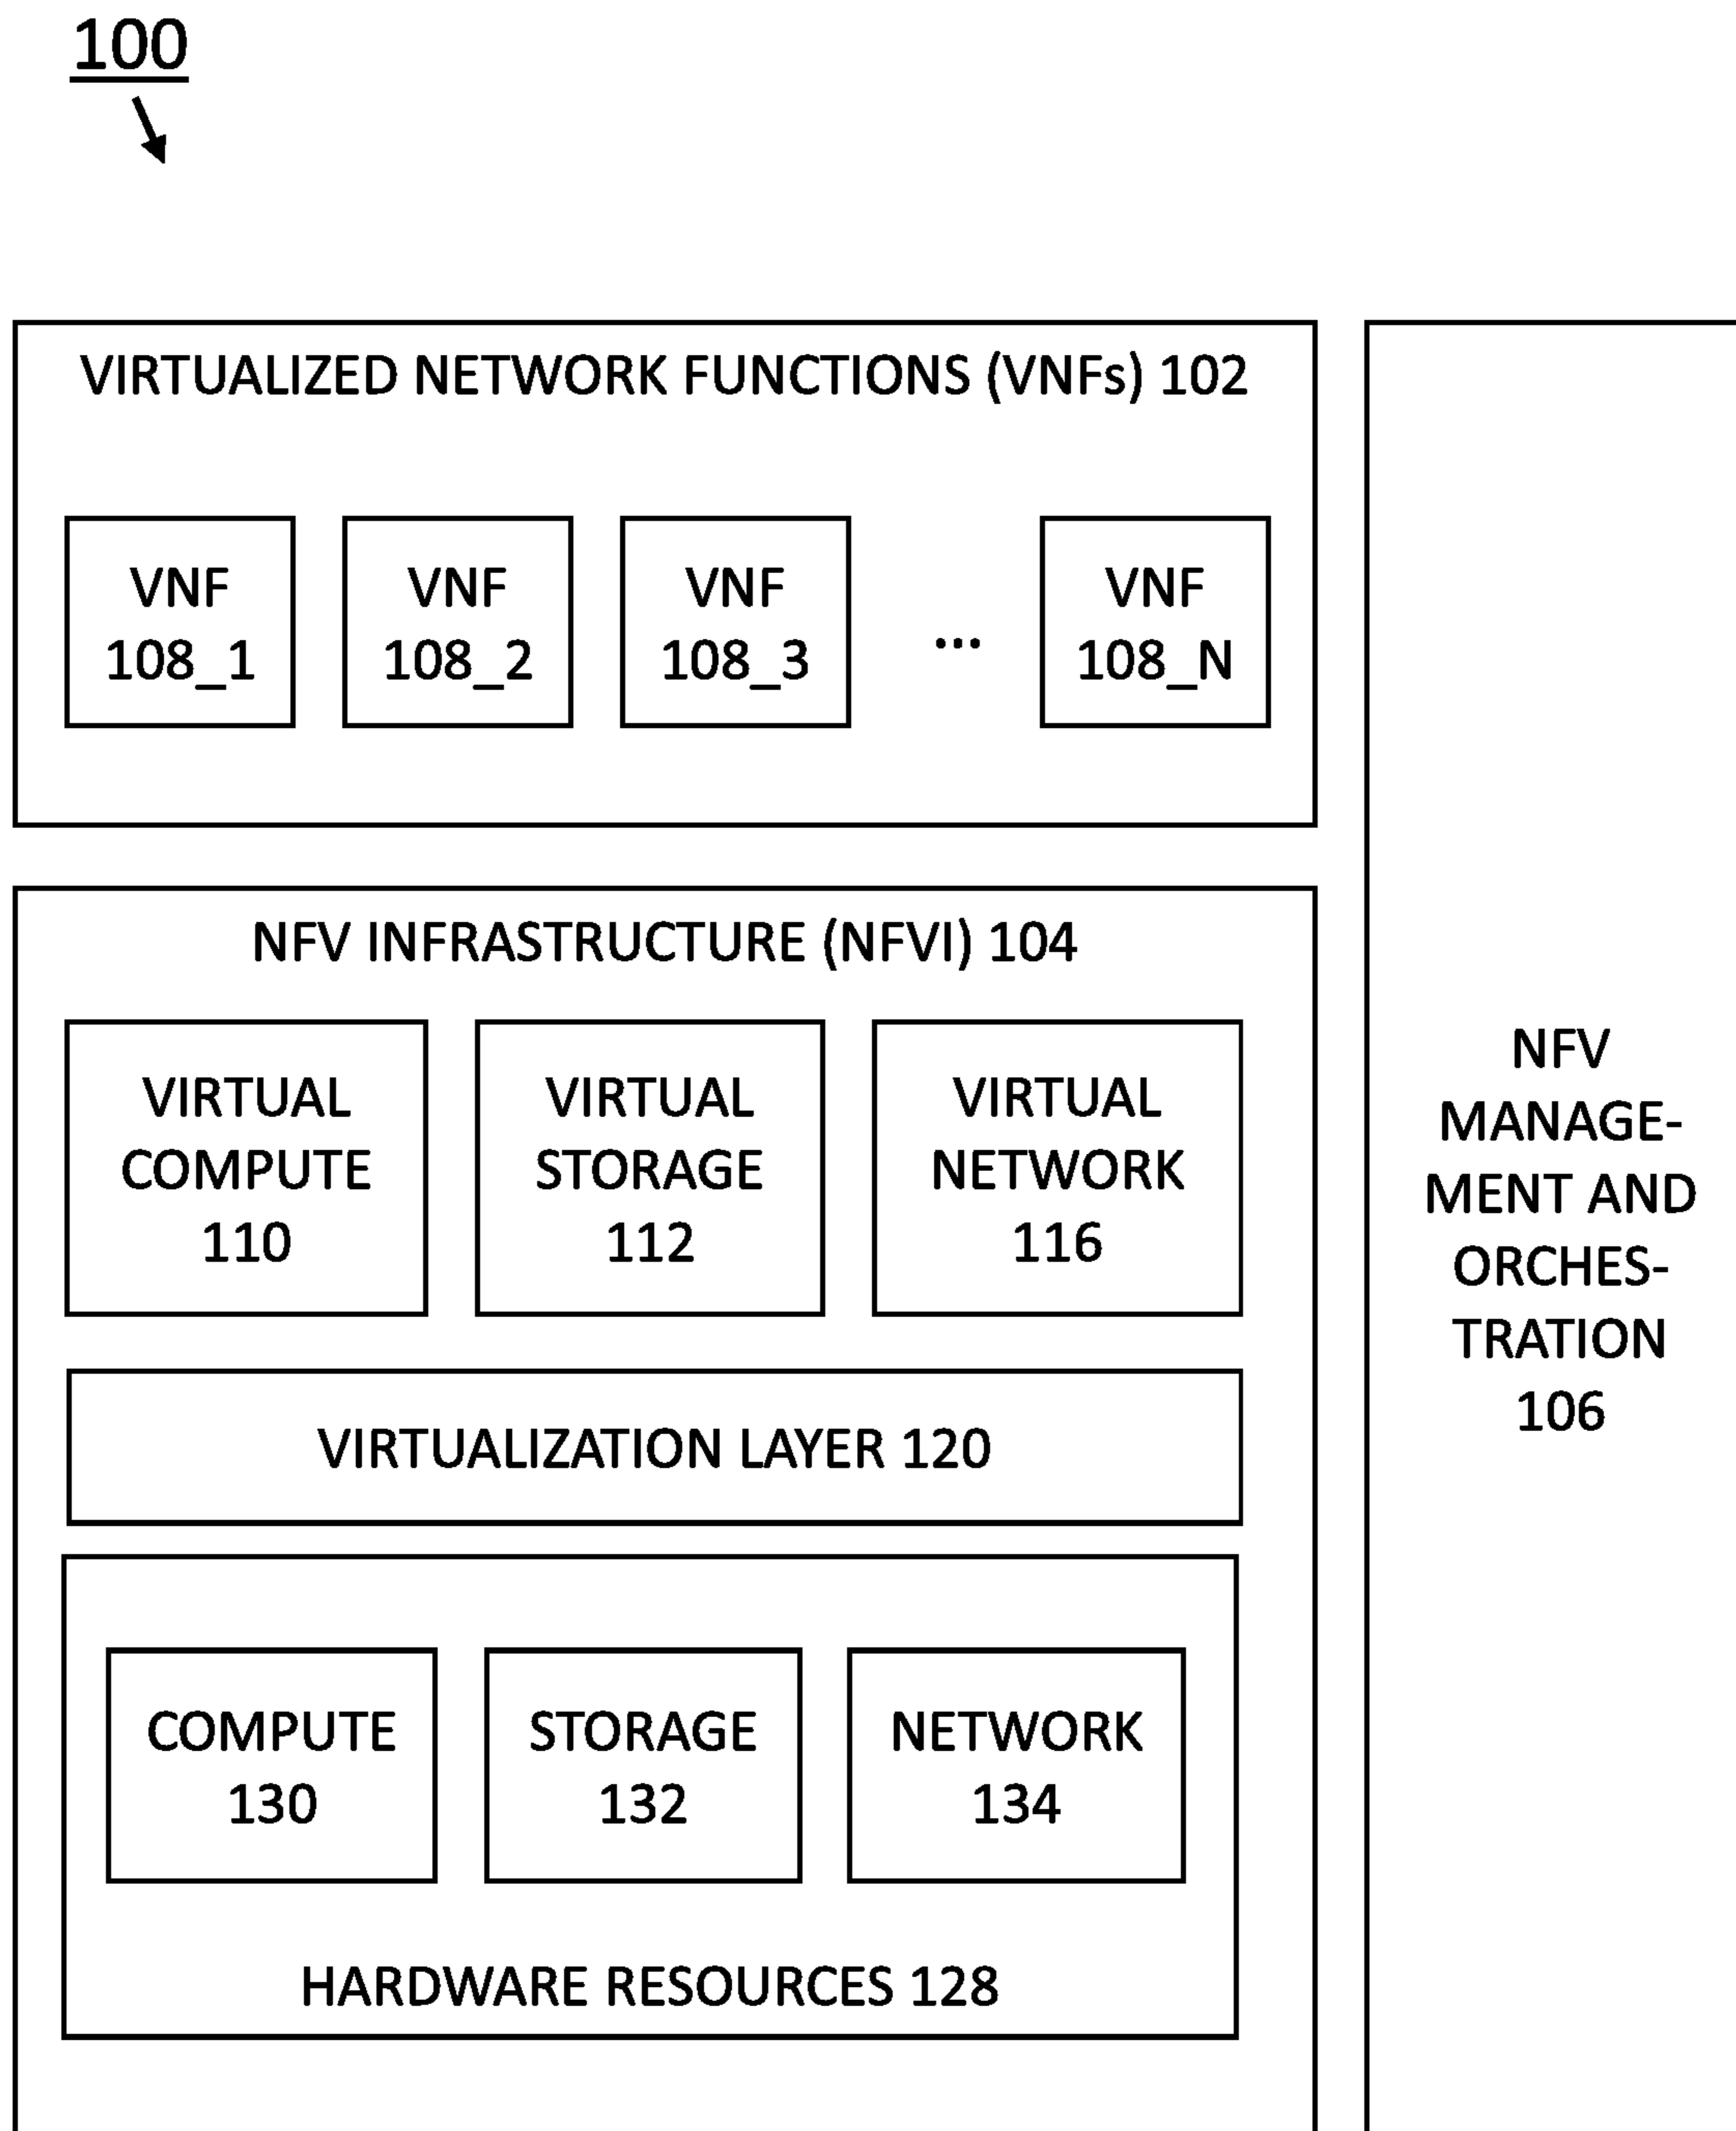 100
VIRTUALIZED NETWORK FUNCTIONS (VNFs) 102
VNF
108_1
VNF
108_2
VNF
108_3
...
VNF
108_N
NFV INFRASTRUCTURE (NFVI) 104
VIRTUAL
COMPUTE
110
VIRTUAL
STORAGE
112
VIRTUAL
NETWORK
116
VIRTUALIZATION LAYER 120
COMPUTE
130
STORAGE
132
NETWORK
134
HARDWARE RESOURCES 128
NFV
MANAGE-
MENT AND
ORCHES-
TRATION
106